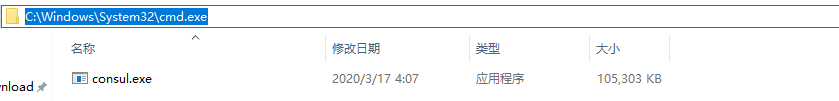 C:\Windows\System32\cmd.exe
名称 修改日期 类型 大小
consul.exe 2020/3/17 4:07 应用程序 105,303 KB
vnload